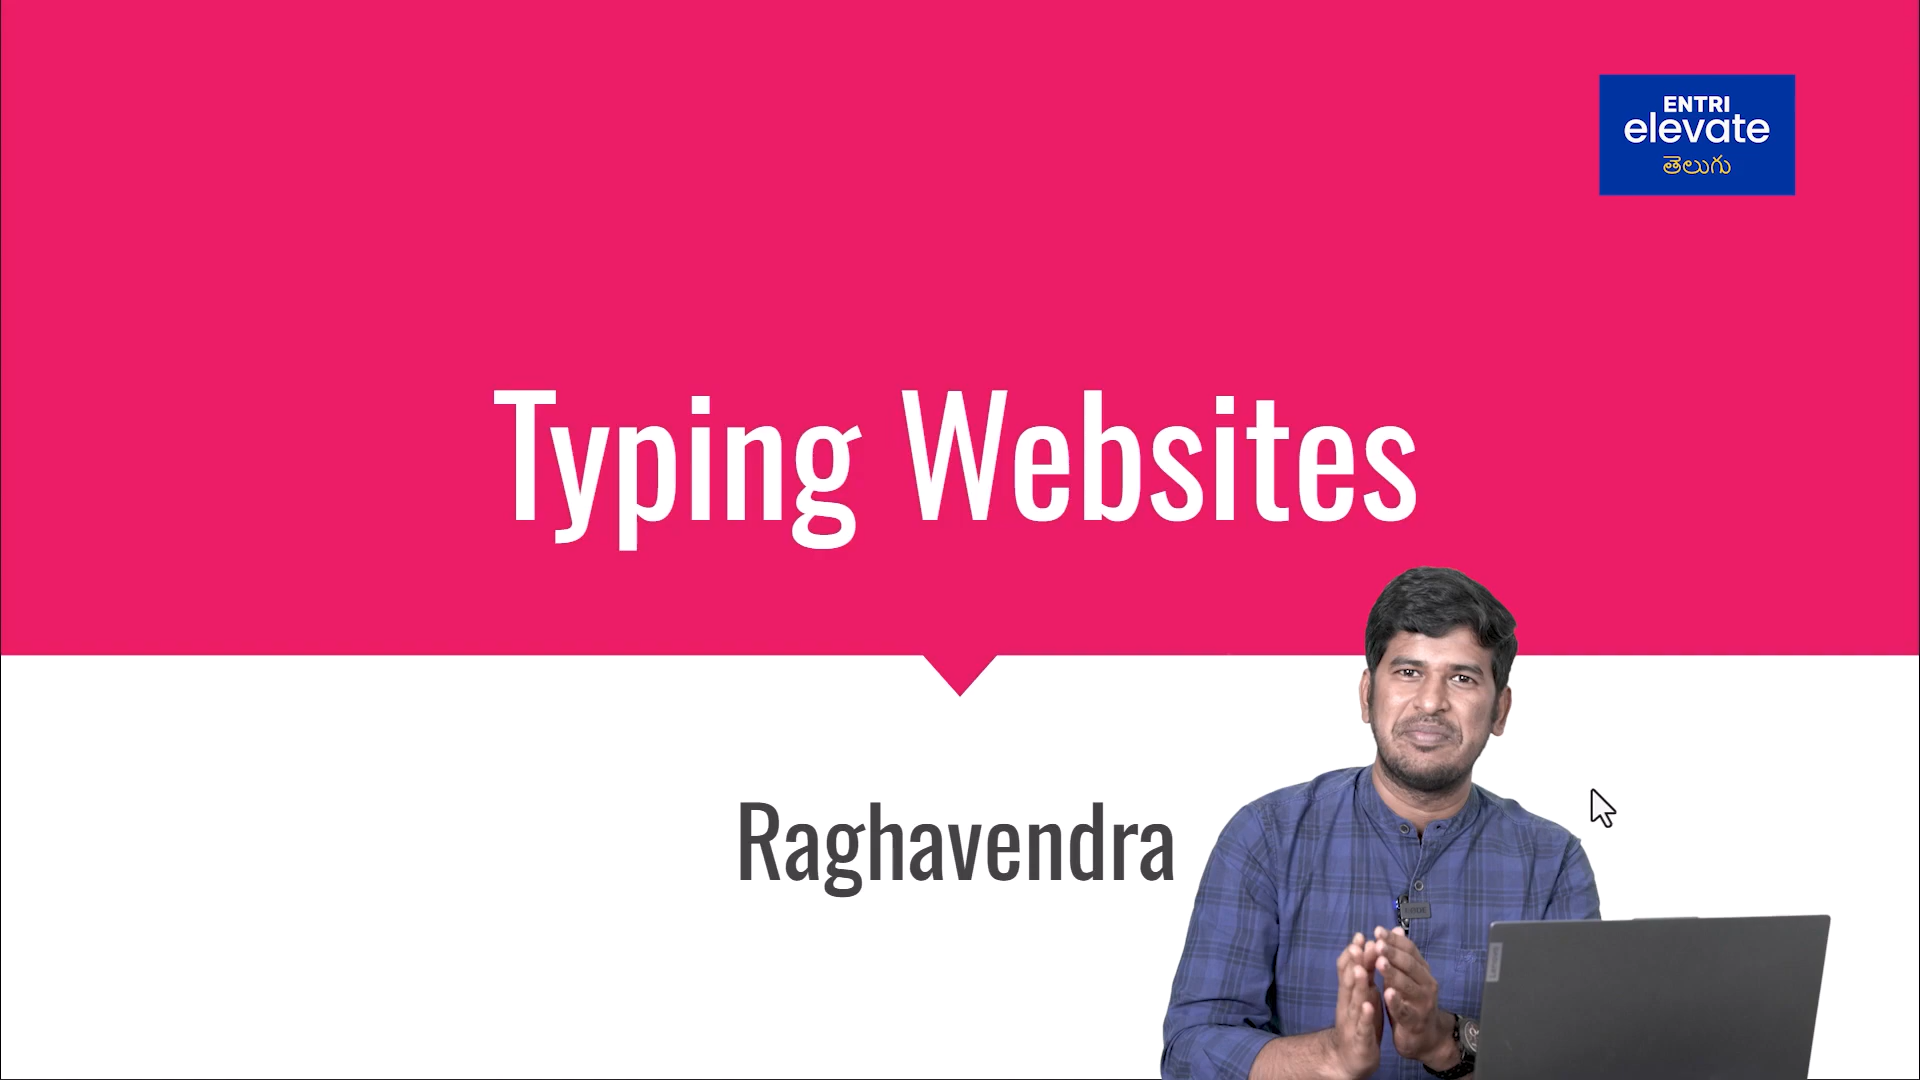 ENTRI
elevate
తెలుగు
Typing Websites
Raghavendra